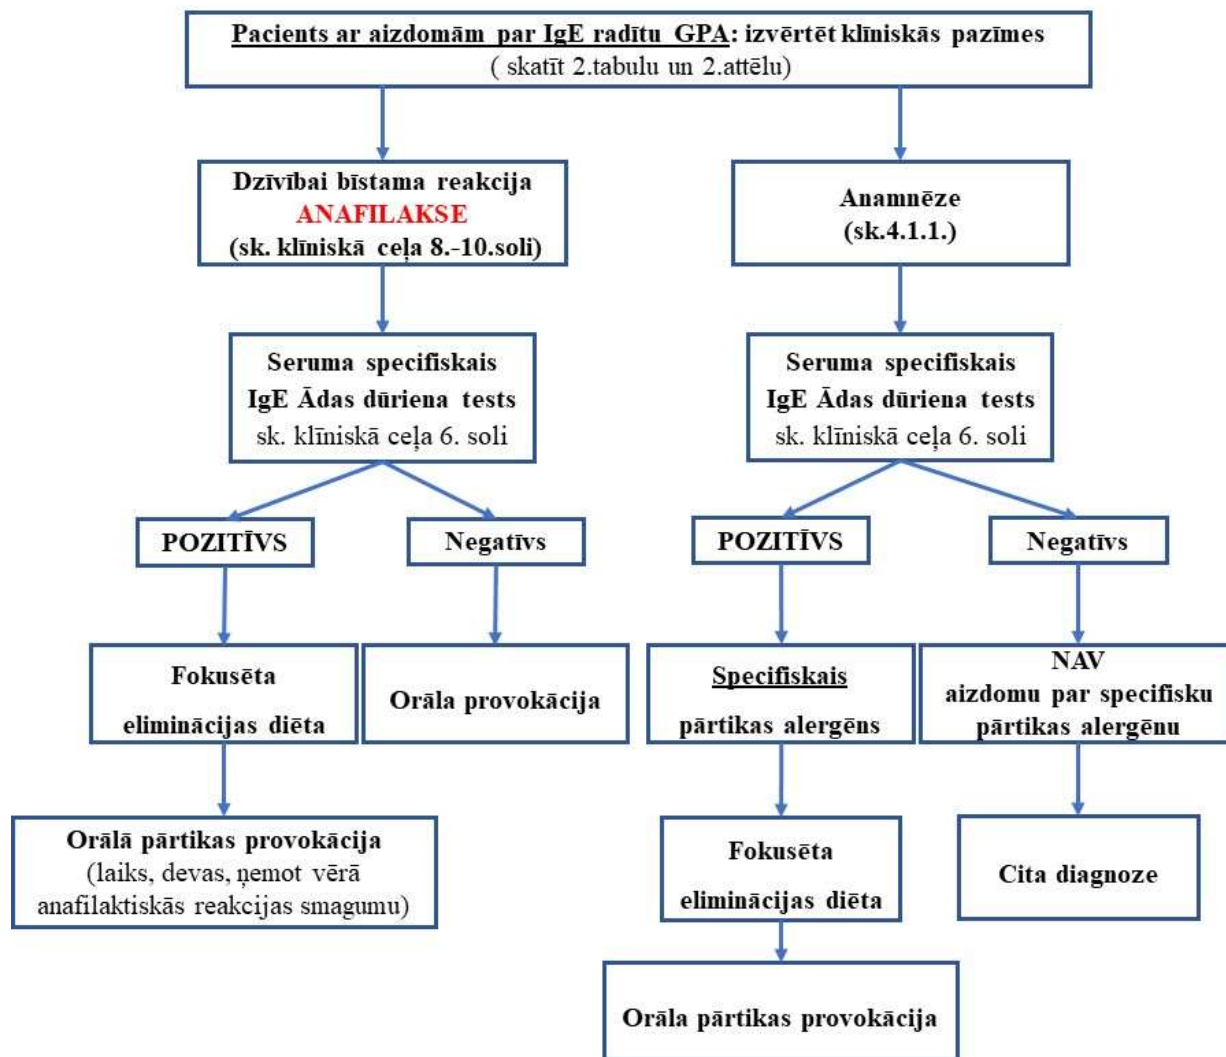 Pacients ar aizdomām par IgE radītu GPA: izvērtēt klīniskās pazīmes
( skatīt 2.tabulu un 2.attēlu)
Dzīvībai bīstama reakcija
ANAFILAKSE
(sk. klīniskā ceļa 8.-10.soli)
Anamnēze
(sk.4.1.1.)
Seruma specifiskais
IgE Ādas dūriena tests
sk. klīniskā ceļa 6. soli
Seruma specifiskais
IgE Ādas dūriena tests
sk. klīniskā ceļa 6. soli
POZITĪVS
Negatīvs
POZITĪVS
Negatīvs
Fokusēta
eliminācijas diēta
Orāla provokācija
Specifiskais
pārtikas alergēns
NAV
aizdomu par specifisku
pārtikas alergēnu
Orālā pārtikas provokācija
(laiks, devas, ņemot vērā
anafilaktiskās reakcijas smagumu)
Fokusēta
eliminācijas diēta
Cita diagnoze
Orāla pārtikas provokācija